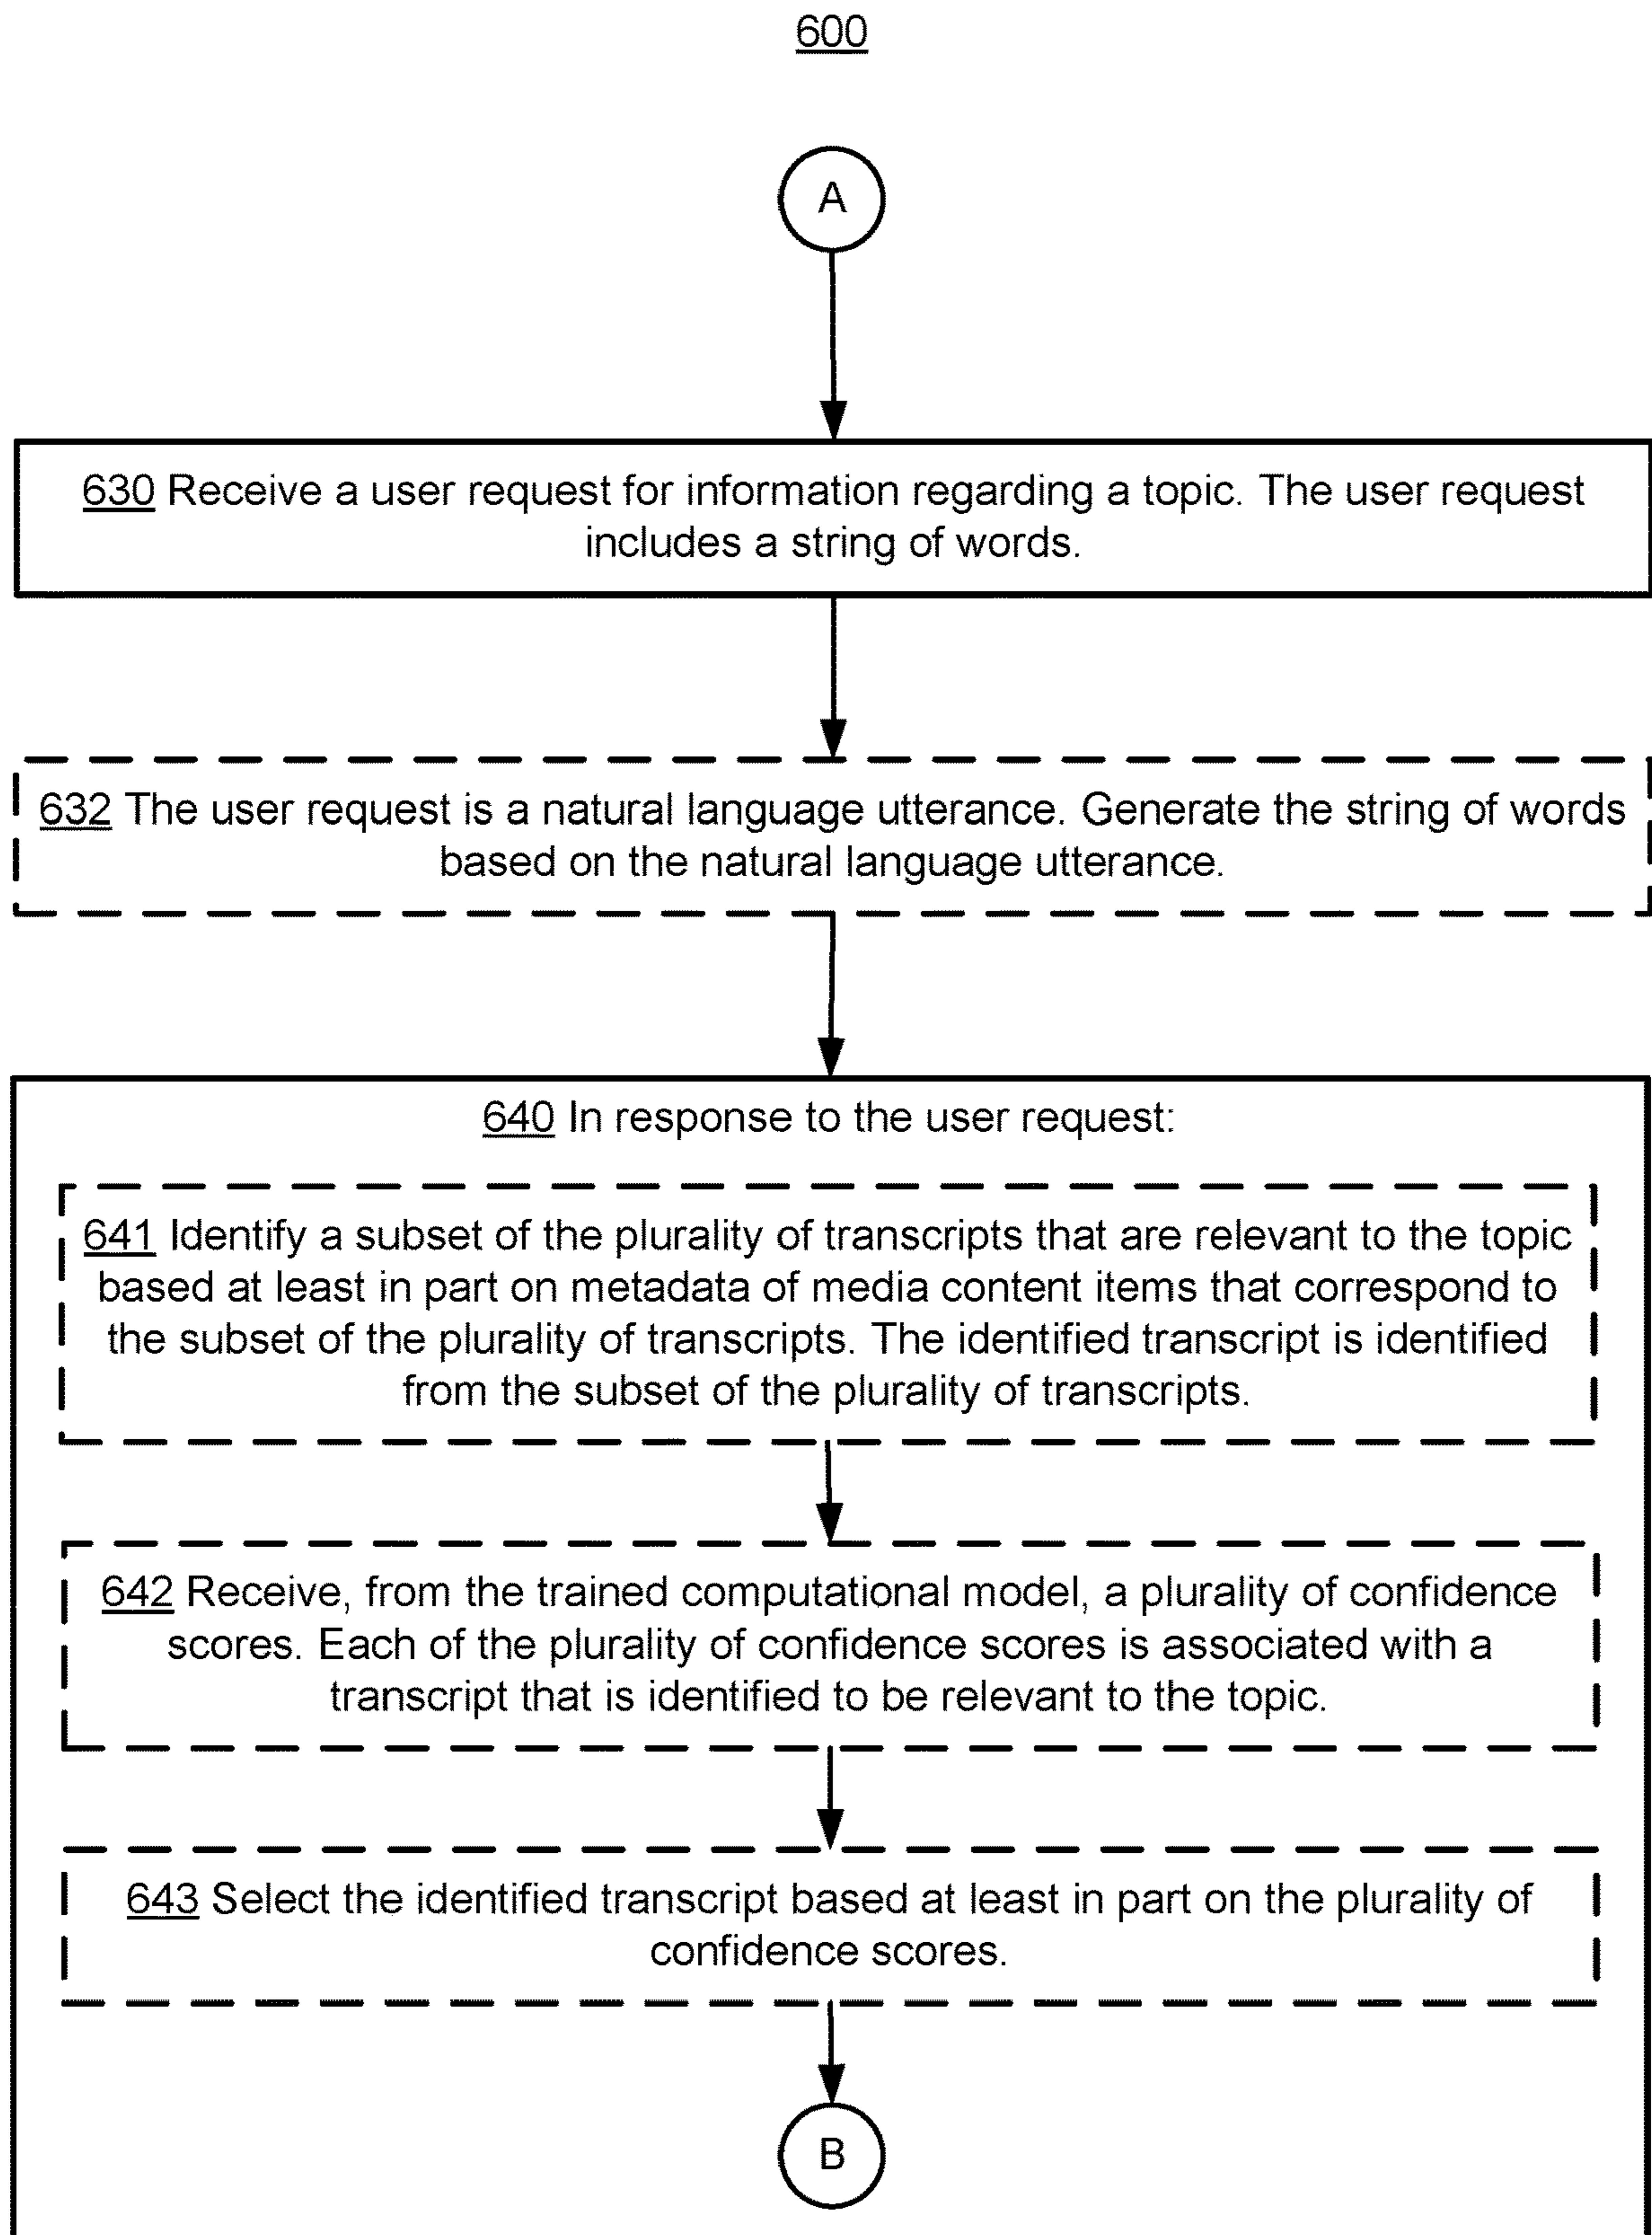 600
A
630 Receive a user request for information regarding a topic. The user request
includes a string of words.
632 The user request is a natural language utterance. Generate the string of words
based on the natural language utterance.
640 In response to the user request:
641 Identify a subset of the plurality of transcripts that are relevant to the topic
based at least in part on metadata of media content items that correspond to
the subset of the plurality of transcripts. The identified transcript is identified
from the subset of the plurality of transcripts.
642 Receive, from the trained computational model, a plurality of confidence
scores. Each of the plurality of confidence scores is associated with a
transcript that is identified to be relevant to the topic.
643 Select the identified transcript based at least in part on the plurality of
confidence scores.
B